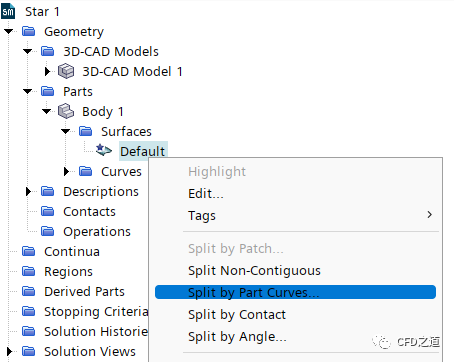 Star 1
Geometry
3D-CAD Models
3D-CAD Model 1
Parts
Body 1
Surfaces
Default
Curves
Highlight
Edit...
Descriptions
Tags
Contacts
Operations
Split by Patch...
Continua
Split Non-Contiguous
Regions
Derived Parts
Split by Part Curves...
Stopping Criteria
Split by Contact
Solution Histories
Split by Angle...
Solution Views
CFD之道